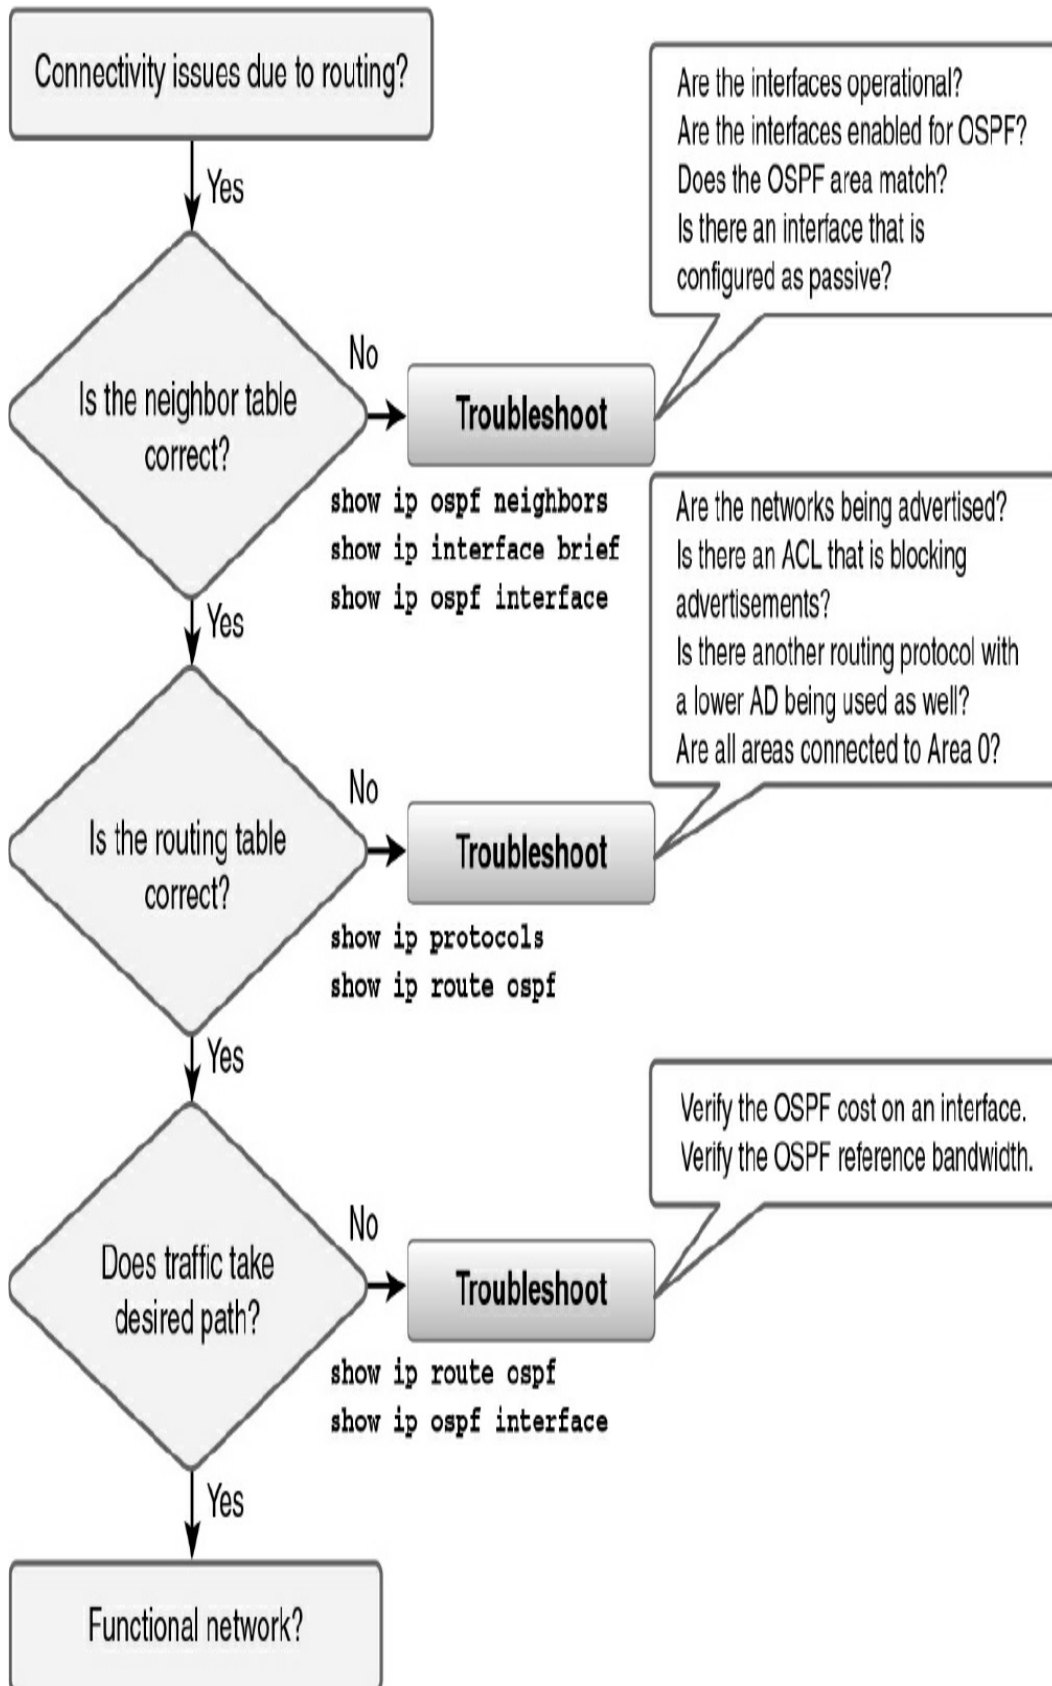 Connectivity issues due to routing?
Yes
Are the interfaces operational?
Are the interfaces enabled for OSPF?
Does the OSPF area match?
Is there an interface that is
configured as passive?
Is the neighbor table
correct?
No
Troubleshoot
show ip ospf neighbors
show ip interface brief
show ip ospf interface
Yes
Are the networks being advertised?
Is there an ACL that is blocking
advertisements?
Is there another routing protocol with
a lower AD being used as well?
Are all areas connected to Area 0?
Is the routing table
correct?
No
Troubleshoot
show ip protocols
show ip route ospf
Yes
Verify the OSPF cost on an interface.
Verify the OSPF reference bandwidth.
Does traffic take
desired path?
No
Troubleshoot
show ip route ospf
show ip ospf interface
Yes
Functional network?